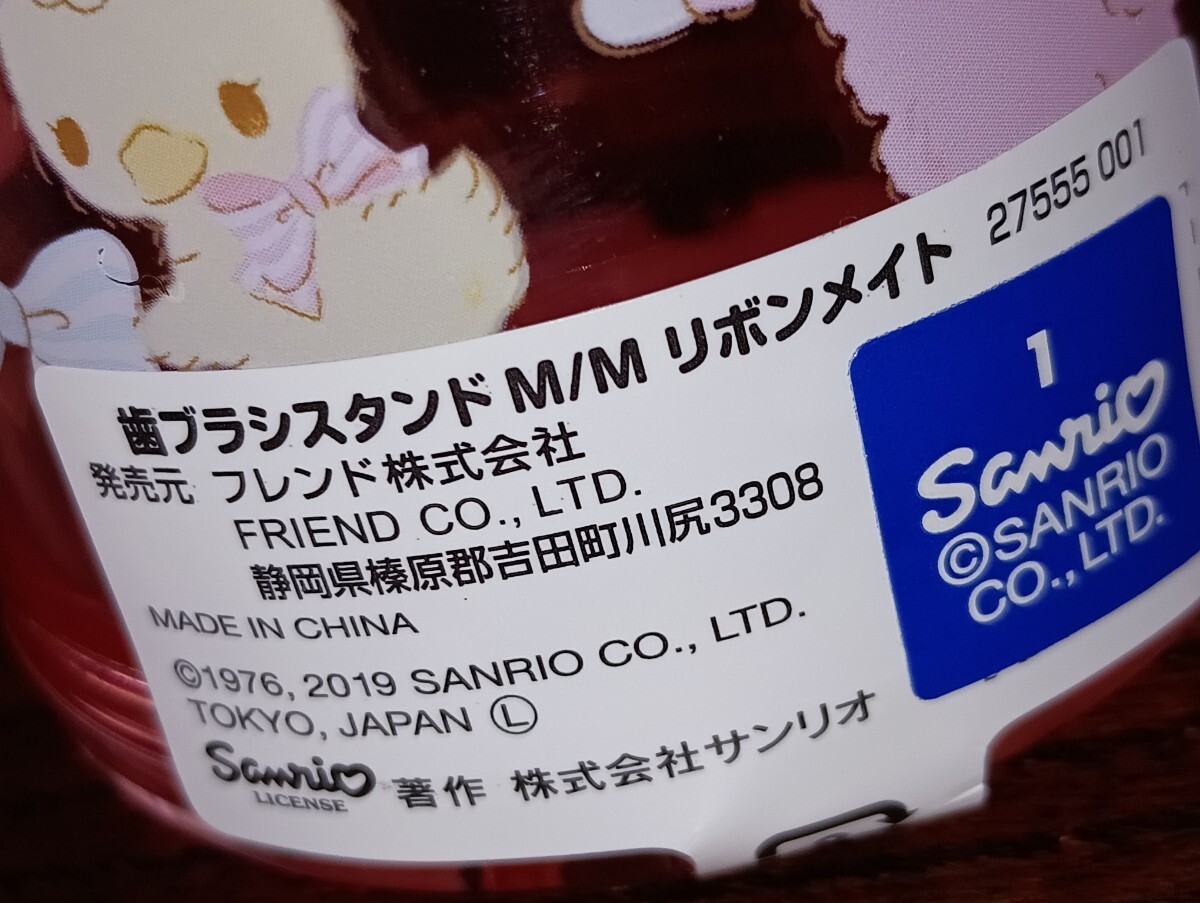 歯ブラシスタンド M/M リボンメイト 27555 001
発売元 フレンド株式会社
FRIEND CO., LTD.
静岡県榛原郡吉田町川尻3308
MADE IN CHINA
©1976, 2019 SANRIO CO., LTD.
TOKYO, JAPAN Ⓛ
Sanrio
LICENSE
著作 株式会社サンリオ
1
Sanrio
©SANRIO
CO., LTD.